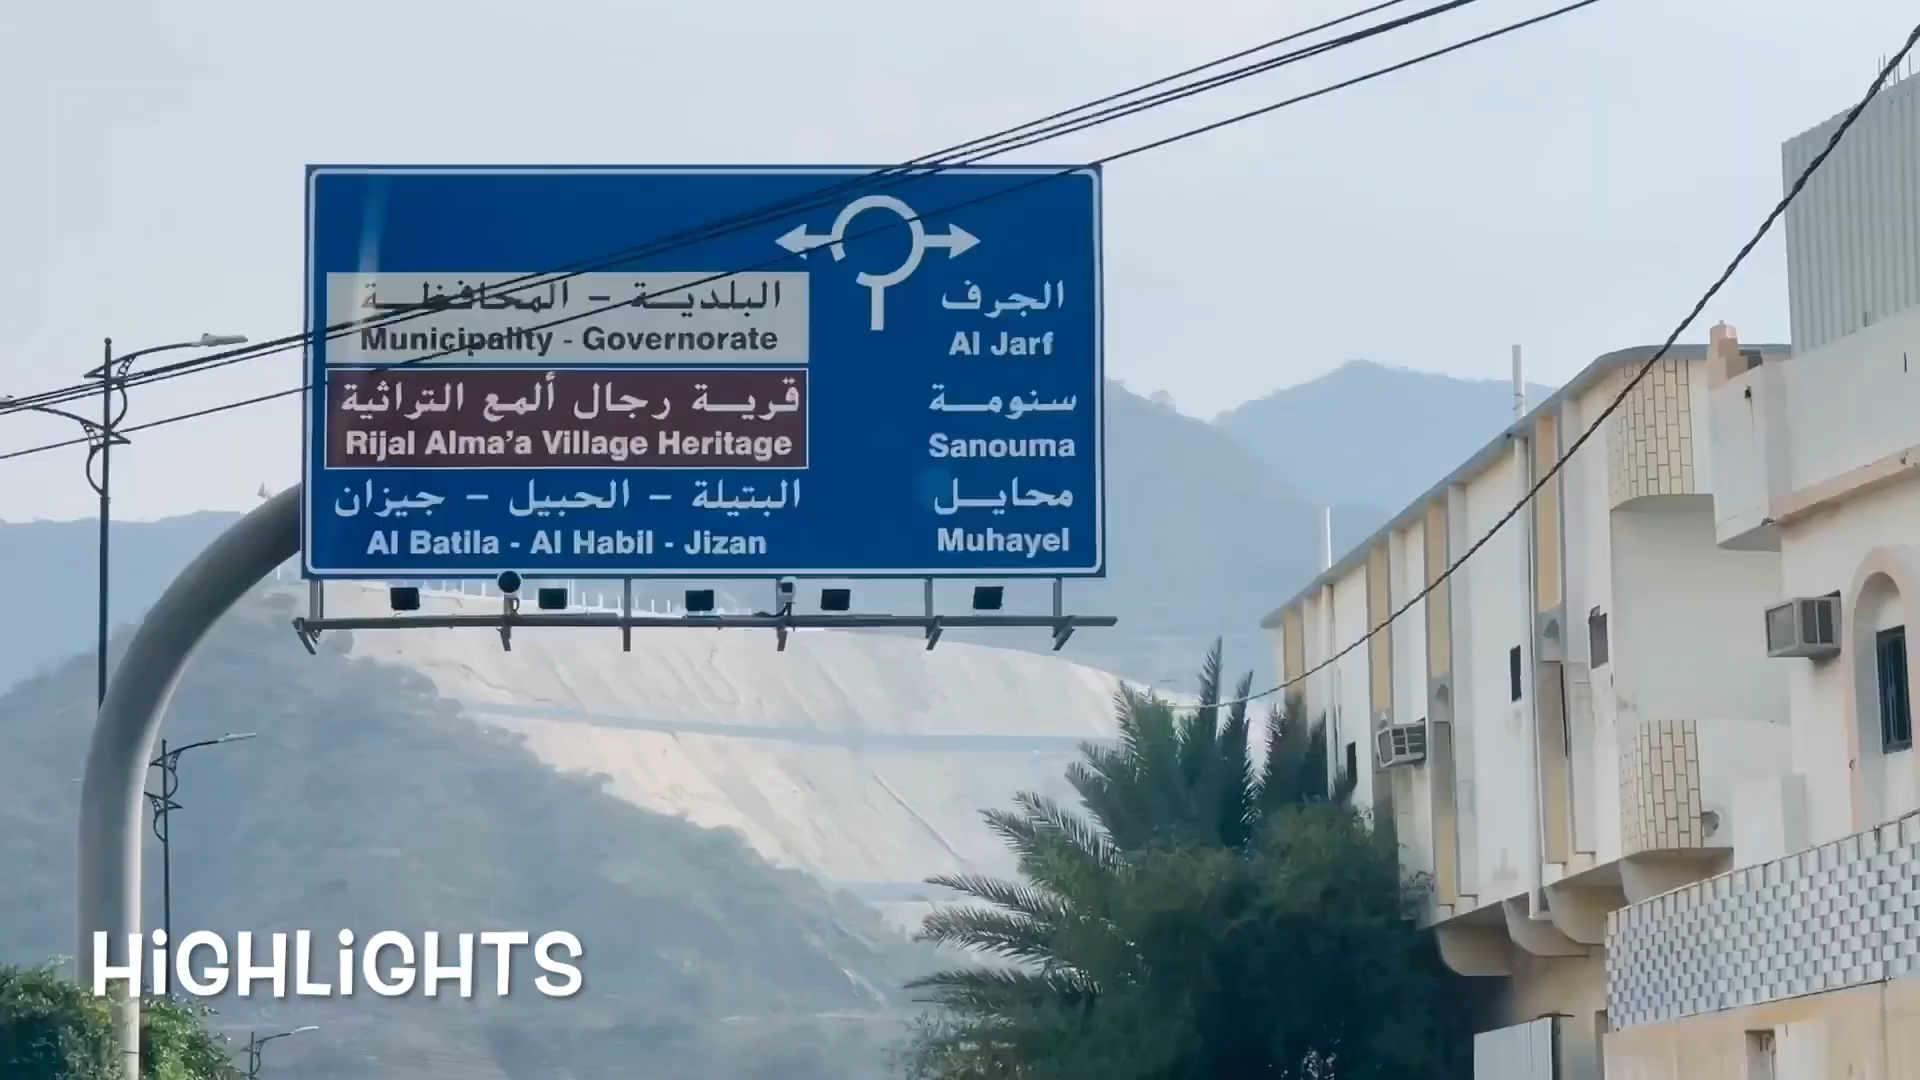 البلدية - المحافظة
Municipality - Governorate
قرية رجال ألمع التراثية
Rijal Alma'a Village Heritage
البتيلة - الحبيل - جيزان
Al Batila - Al Habil - Jizan
الجرف
Al Jarf
سنومة
Sanouma
محايل
Muhayel
HiGHLiGHTS